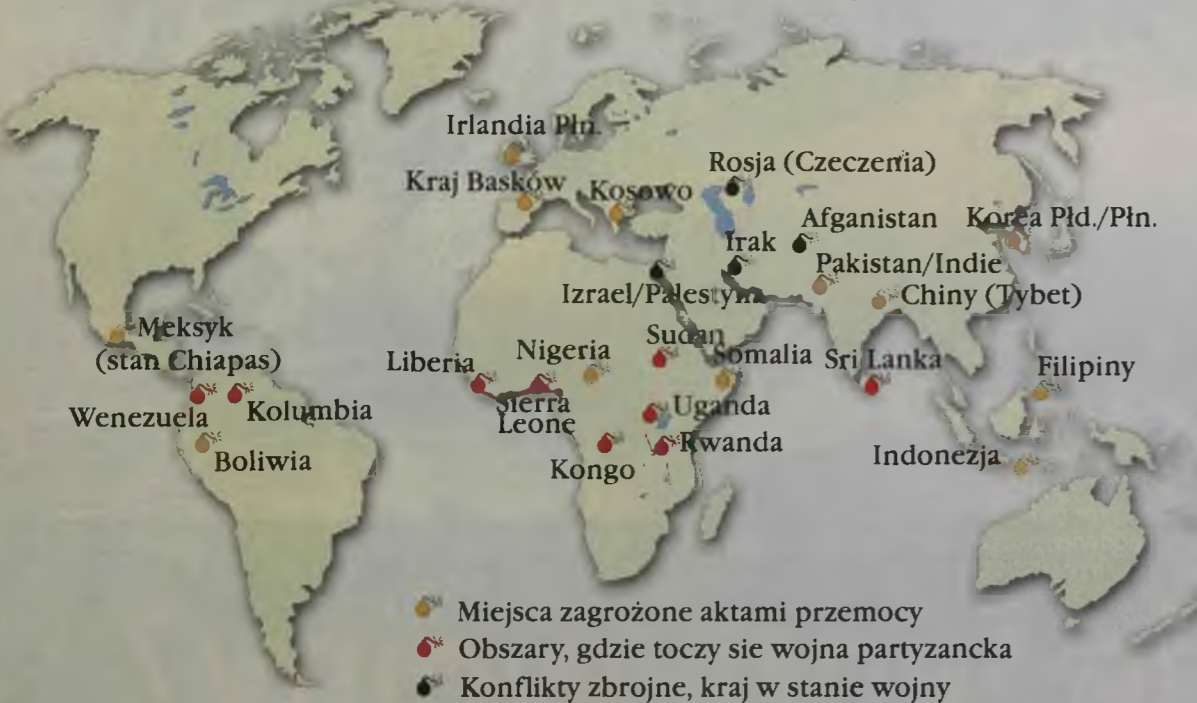 Irlandia Płn.
Kraj Basków
Kosowo
Rosja (Czeczenia)
Afganistan
Korea Płd./Płn.
Irak
Pakistan/Indie
Izrael/Palestyna
Chiny (Tybet)
Meksyk
(stan Chiapas)
Sudan
Liberia
Nigeria
Somalia
Sri Lanka
Filipiny
Wenezuela
Kolumbia
Sierra
Leone
Uganda
Boliwia
Kongo
Rwanda
Indonezja
Miejsca zagrożone aktami przemocy
Obszary, gdzie toczy sie wojna partyzancka
Konflikty zbrojne, kraj w stanie wojny